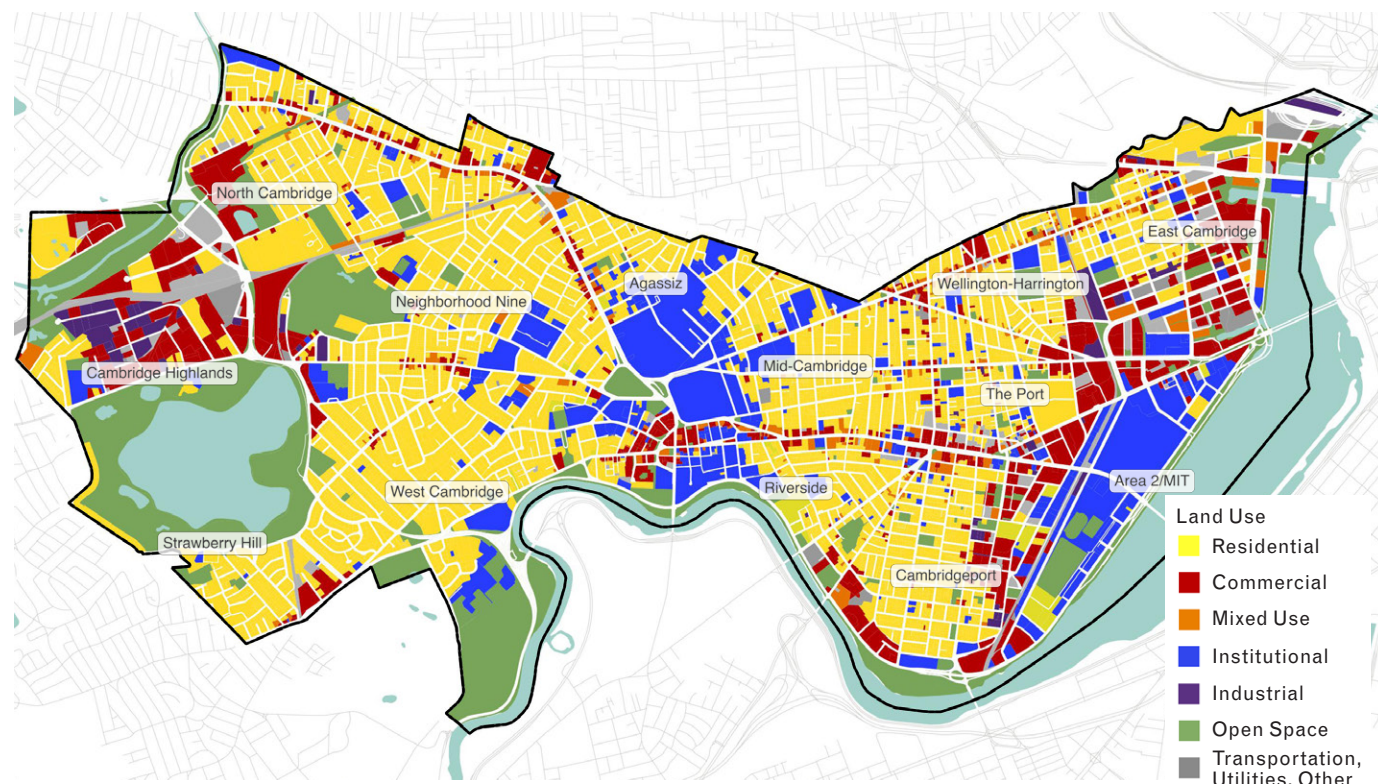 North Cambridge
East Cambridge
Agassiz
Wellington-Harrington
Neighborhood Nine
Mid-Cambridge
Cambridge Highlands
The Port
Area 2/MIT
West Cambridge
Riverside
Strawberry Hill
Cambridgeport
Land Use
Residential
Commercial
Mixed Use
Institutional
Industrial
Open Space
Transportation,
Utilities, Other